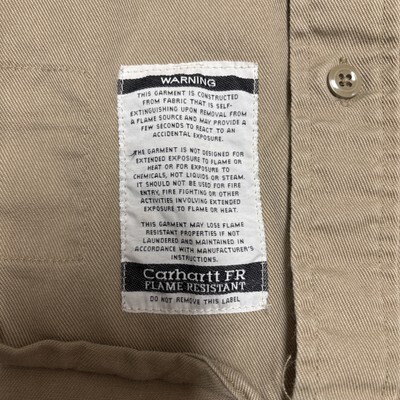 WARNING
THIS GARMENT IS CONSTRUCTED
FROM FABRIC THAT IS SELF-
EXTINGUISHING UPON REMOVAL FROM
A FLAME SOURCE AND MAY PROVIDE A
FEW SECONDS TO REACT TO AN
ACCIDENTAL EXPOSURE.
THE GARMENT IS NOT DESIGNED FOR
EXTENDED EXPOSURE TO FLAME OR
HEAT OR FOR EXPOSURE TO
CHEMICALS, HOT LIQUIDS OR STEAM.
IT SHOULD NOT BE USED FOR FIRE
ENTRY, FIRE FIGHTING OR OTHER
ACTIVITIES INVOLVING EXTENDED
EXPOSURE TO FLAME OR HEAT.
THIS GARMENT MAY LOSE FLAME
RESISTANT PROPERTIES IF NOT
LAUNDERED AND MAINTAINED IN
ACCORDANCE WITH MANUFACTURER'S
INSTRUCTIONS.
Carhartt FR
FLAME RESISTANT
DO NOT REMOVE THIS LABEL